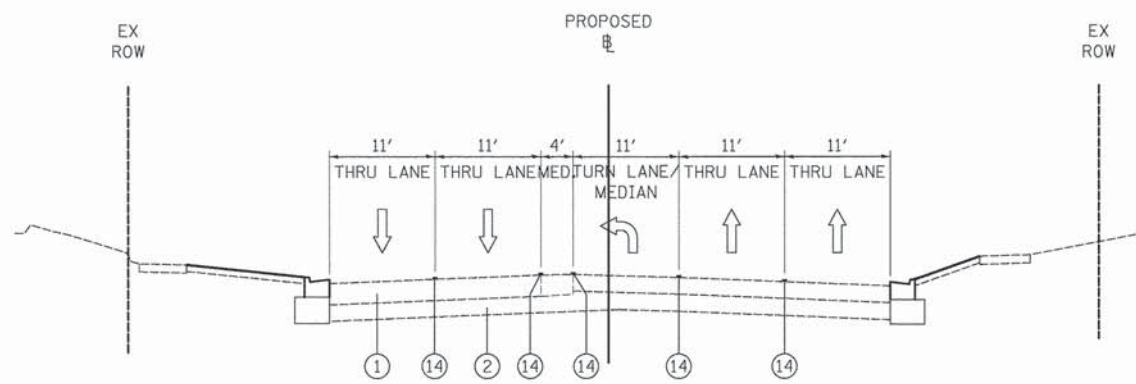 PROPOSED
BL
EX
ROW
EX
ROW
11' 11' 4' 11' 11' 11'
THRU LANE THRU LANE MED. TURN LANE/ THRU LANE THRU LANE
MEDIAN
1 14 2 14 14 14 14